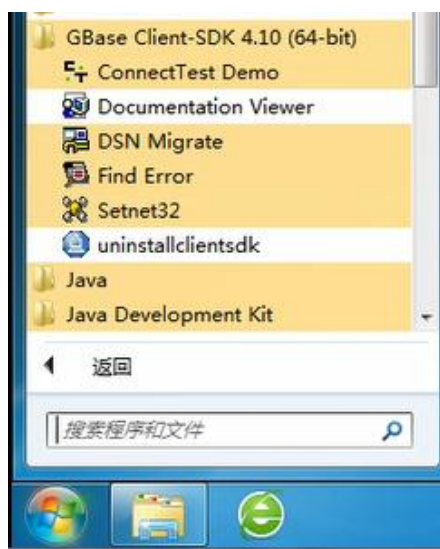 GBase Client-SDK 4.10 (64-bit)
ConnectTest Demo
Documentation Viewer
DSN Migrate
Find Error
Setnet32
uninstallclientsdk
Java
Java Development Kit
返回
搜索程序和文件